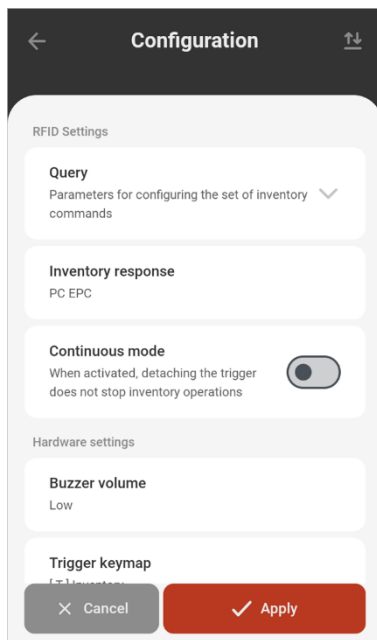 Configuration
RFID Settings
Query
Parameters for configuring the set of inventory
commands
Inventory response
PC EPC
Continuous mode
When activated, detaching the trigger
does not stop inventory operations
Hardware settings
Buzzer volume
Low
Trigger keymap
Cancel
Apply